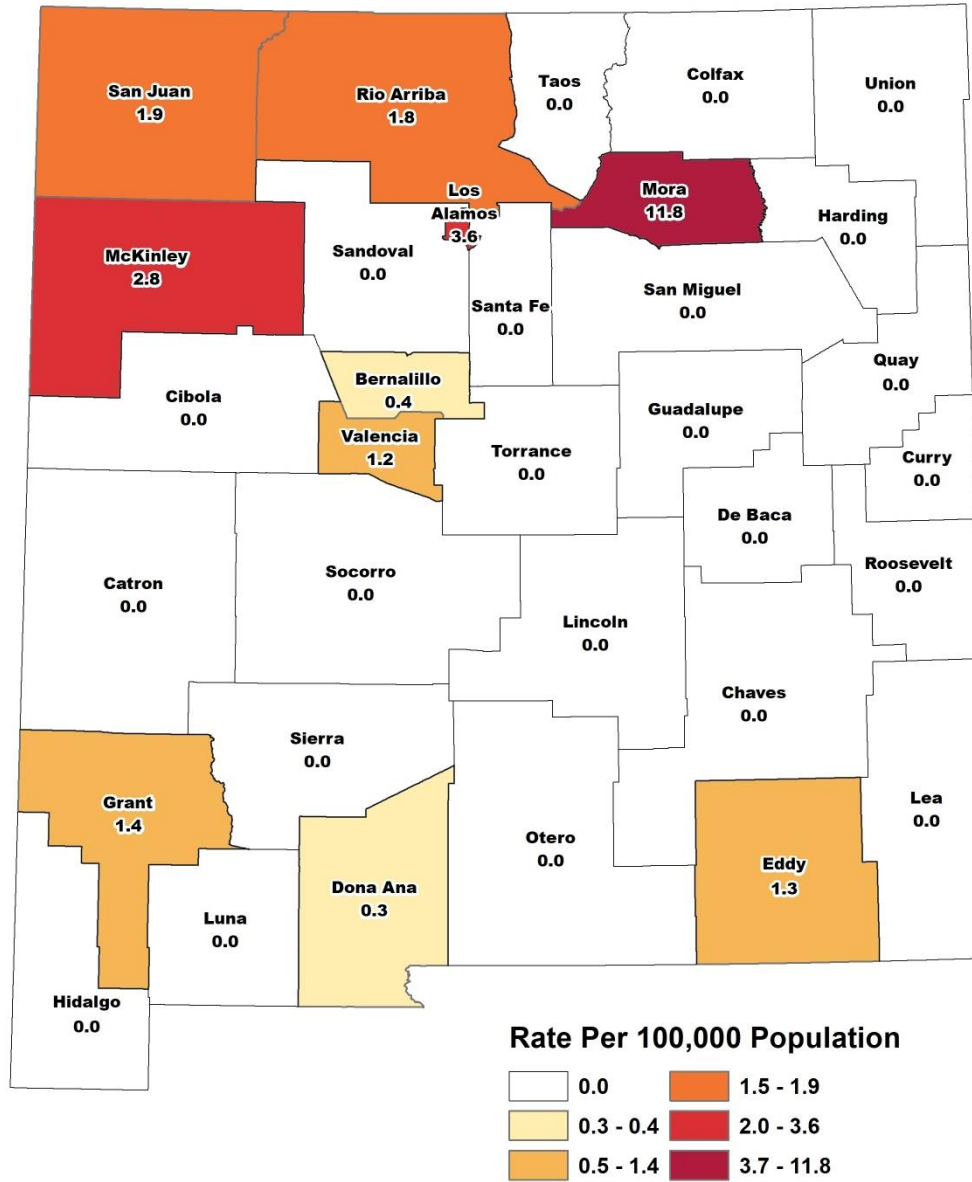 San Juan
1.9
Rio Arriba
1.8
Taos
0.0
Colfax
0.0
Union
0.0
Los
Alamos
3.6
Mora
11.8
Harding
0.0
McKinley
2.8
Sandoval
0.0
Santa Fe
0.0
San Miguel
0.0
Quay
0.0
Cibola
0.0
Bernalillo
0.4
Guadalupe
0.0
Valencia
1.2
Torrance
0.0
Curry
0.0
De Baca
0.0
Roosevelt
0.0
Catron
0.0
Socorro
0.0
Lincoln
0.0
Chaves
0.0
Sierra
0.0
Grant
1.4
Otero
0.0
Lea
0.0
Eddy
1.3
Dona Ana
0.3
Luna
0.0
Hidalgo
0.0
Rate Per 100,000 Population
0.0
0.3 - 0.4
0.5 - 1.4
1.5 - 1.9
2.0 - 3.6
3.7 - 11.8